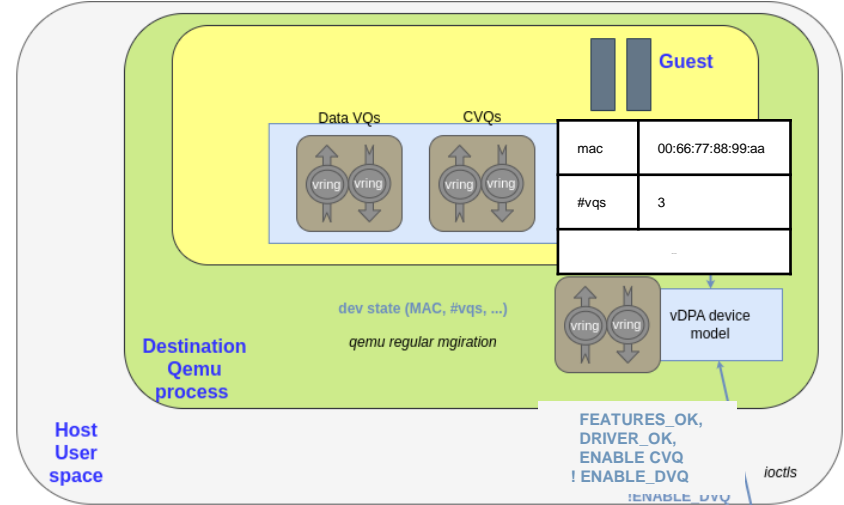 Guest
Data VQs
CVQs
mac
00:66:77:88:99:aa
vring
vring
vring
vring
#vqs
3
...
dev state (MAC, #vqs, ...)
qemu regular mgiration
vring
vring
vDPA device
model
Destination
Qemu
process
FEATURES_OK,
DRIVER_OK,
ENABLE CVQ
! ENABLE_DVQ
!ENABLE_DVQ
ioctls
Host
User
space